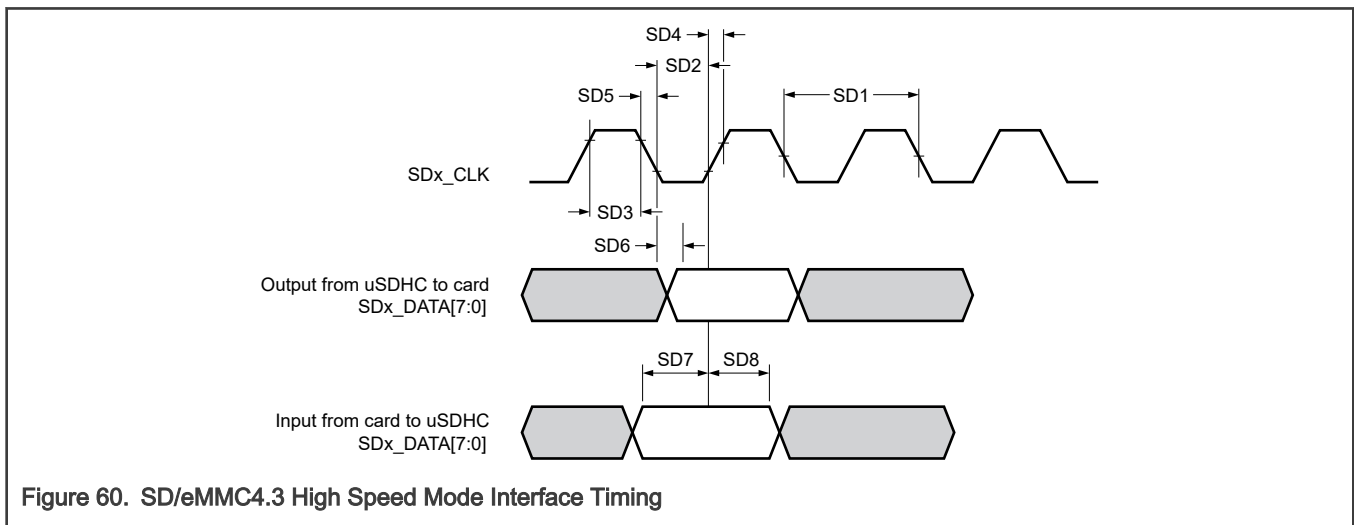 SD4
SD2
SD5
SD1
SDx_CLK
SD3
SD6
Output from uSDHC to card
SDx_DATA[7:0]
SD7
SD8
Input from card to uSDHC
SDx_DATA[7:0]
Figure 60. SD/eMMC4.3 High Speed Mode Interface Timing